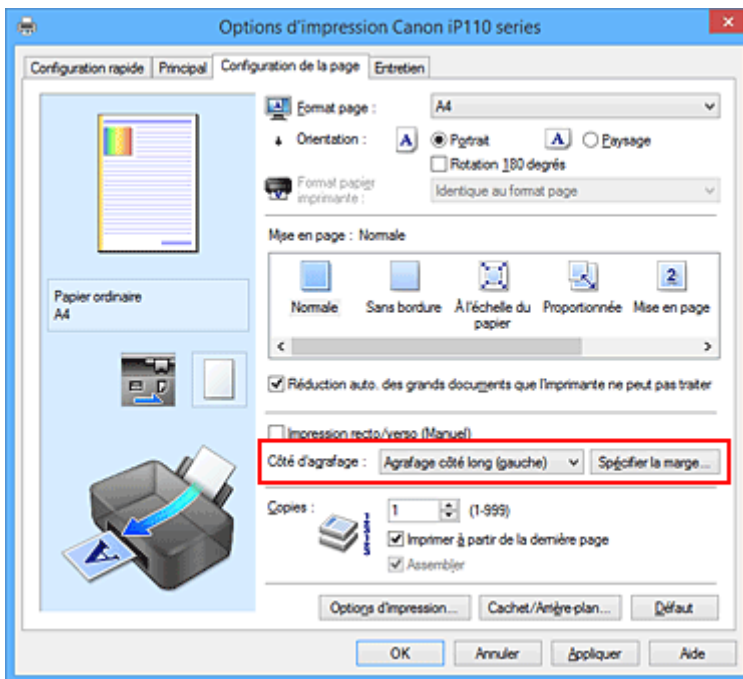 Options d'impression Canon iP110 series
Configuration rapide Principal Configuration de la page Entretien
Format page : A4
Orientation : A Portrait A Paysage
Rotation 180 degrés
Format papier imprimante : Identique au format page
Mise en page : Normale
Normale Sans bordure À l'échelle du papier Proportionnée Mise en page
Papier ordinaire
A4
Réduction auto. des grands documents que l'imprimante ne peut pas traiter
Impression recto/verso (Manuel)
Côté d'agrafage : Agrafage côté long (gauche) Spécifier la marge...
Copies : 1 (1-999)
Imprimer à partir de la dernière page
Assembler
Options d'impression... Cachet/Arrière-plan... Défaut
OK Annuler Appliquer Aide